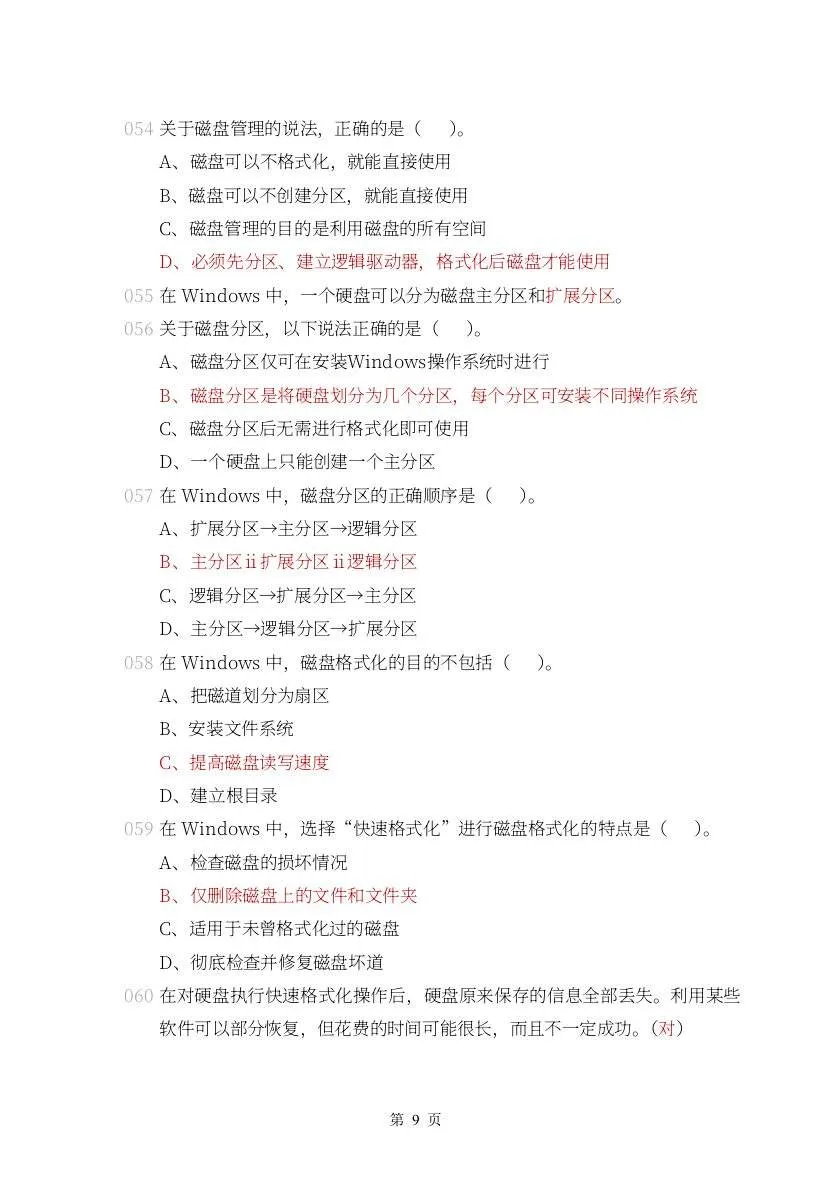 054 关于磁盘管理的说法，正确的是（  ）。
A、磁盘可以不格式化，就能直接使用
B、磁盘可以不创建分区，就能直接使用
C、磁盘管理的目的是利用磁盘的所有空间
D、必须先分区、建立逻辑驱动器，格式化后磁盘才能使用
055 在 Windows 中，一个硬盘可以分为磁盘主分区和扩展分区。
056 关于磁盘分区，以下说法正确的是（  ）。
A、磁盘分区仅可在安装Windows操作系统时进行
B、磁盘分区是将硬盘划分为几个分区，每个分区可安装不同操作系统
C、磁盘分区后无需进行格式化即可使用
D、一个硬盘上只能创建一个主分区
057 在 Windows 中，磁盘分区的正确顺序是（  ）。
A、扩展分区→主分区→逻辑分区
B、主分区ⅱ扩展分区ⅱ逻辑分区
C、逻辑分区→扩展分区→主分区
D、主分区→逻辑分区→扩展分区
058 在 Windows 中，磁盘格式化的目的不包括（  ）。
A、把磁道划分为扇区
B、安装文件系统
C、提高磁盘读写速度
D、建立根目录
059 在 Windows 中，选择“快速格式化”进行磁盘格式化的特点是（  ）。
A、检查磁盘的损坏情况
B、仅删除磁盘上的文件和文件夹
C、适用于未曾格式化过的磁盘
D、彻底检查并修复磁盘坏道
060 在对硬盘执行快速格式化操作后，硬盘原来保存的信息全部丢失。利用某些
软件可以部分恢复，但花费的时间可能很长，而且不一定成功。（对）
第 9 页